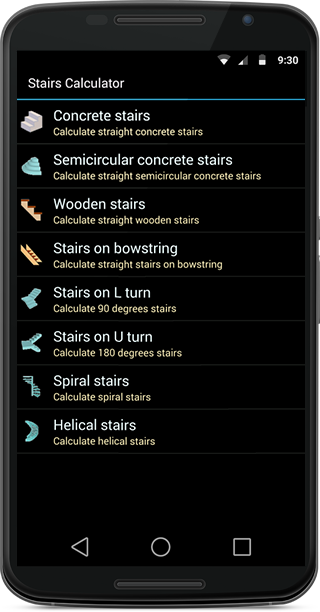 9:30
Stairs Calculator
Concrete stairs
Calculate straight concrete stairs
Semicircular concrete stairs
Calculate straight semicircular concrete stairs
Wooden stairs
Calculate straight wooden stairs
Stairs on bowstring
Calculate straight stairs on bowstring
Stairs on L turn
Calculate 90 degrees stairs
Stairs on U turn
Calculate 180 degrees stairs
Spiral stairs
Calculate spiral stairs
Helical stairs
Calculate helical stairs